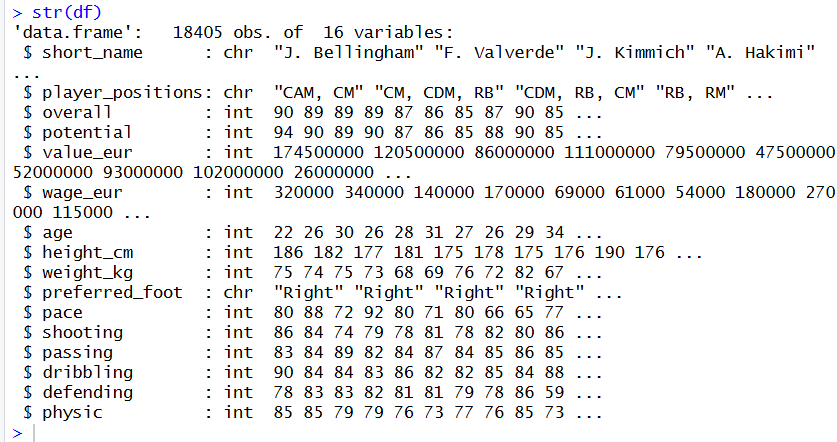 > str(df)
'data.frame':   18405 obs. of  16 variables:
 $ short_name      : chr  "J. Bellingham" "F. Valverde" "J. Kimmich" "A. Hakimi"
...
 $ player_positions: chr  "CAM, CM" "CM, CDM, RB" "CDM, RB, CM" "RB, RM" ...
 $ overall         : int  90 89 89 89 87 86 85 87 90 85 ...
 $ potential       : int  94 90 89 90 87 86 85 88 90 85 ...
 $ value_eur       : int  174500000 120500000 86000000 111000000 79500000 47500000
52000000 93000000 102000000 26000000 ...
 $ wage_eur        : int  320000 340000 140000 170000 69000 61000 54000 180000 270
000 115000 ...
 $ age             : int  22 26 30 26 28 31 27 26 29 34 ...
 $ height_cm       : int  186 182 177 181 175 178 175 176 190 176 ...
 $ weight_kg       : int  75 74 75 73 68 69 76 72 82 67 ...
 $ preferred_foot  : chr  "Right" "Right" "Right" "Right" ...
 $ pace            : int  80 88 72 92 80 71 80 66 65 77 ...
 $ shooting        : int  86 84 74 79 78 81 78 82 80 86 ...
 $ passing         : int  83 84 89 82 84 87 84 85 86 85 ...
 $ dribbling       : int  90 84 84 83 86 82 82 85 84 88 ...
 $ defending       : int  78 83 83 82 81 81 79 78 86 59 ...
 $ physic          : int  85 85 79 79 76 73 77 76 85 73 ...
>